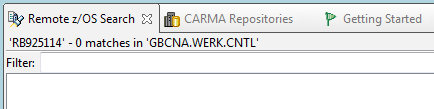 Remote z/OS Search CARMA Repositories Getting Started
'RB925114' - 0 matches in 'GBCNA.WERK.CNTL'
Filter: